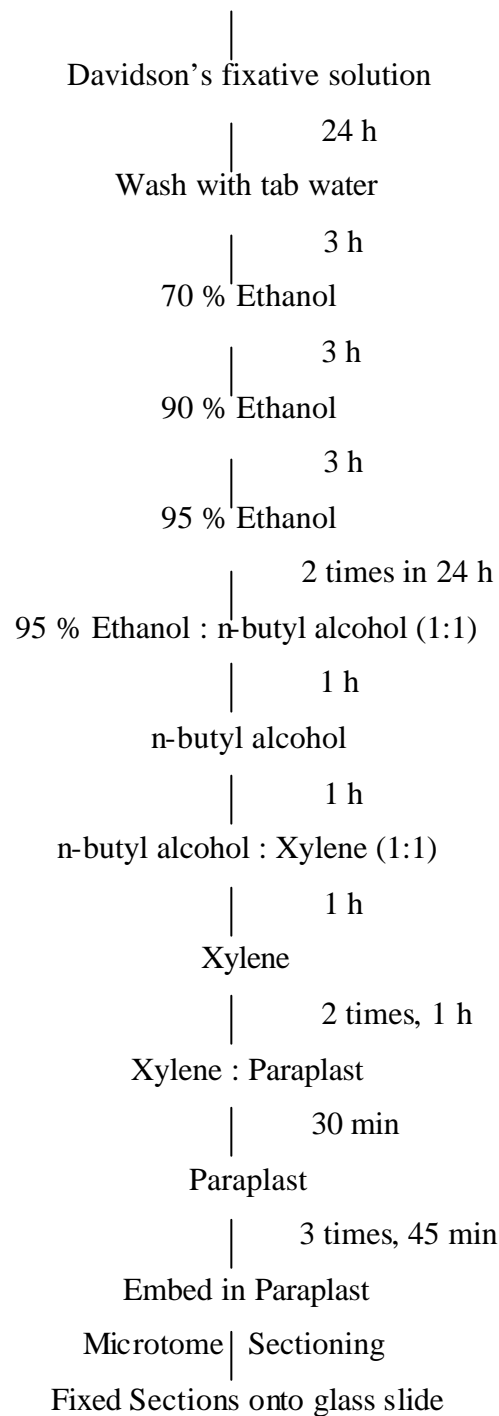 Davidson’s fixative solution
24 h
Wash with tab water
3 h
70 % Ethanol
3 h
90 % Ethanol
3 h
95 % Ethanol
2 times in 24 h
95 % Ethanol : n-butyl alcohol (1:1)
1 h
n-butyl alcohol
1 h
n-butyl alcohol : Xylene (1:1)
1 h
Xylene
2 times, 1 h
Xylene : Paraplast
30 min
Paraplast
3 times, 45 min
Embed in Paraplast
Microtome Sectioning
Fixed Sections onto glass slide